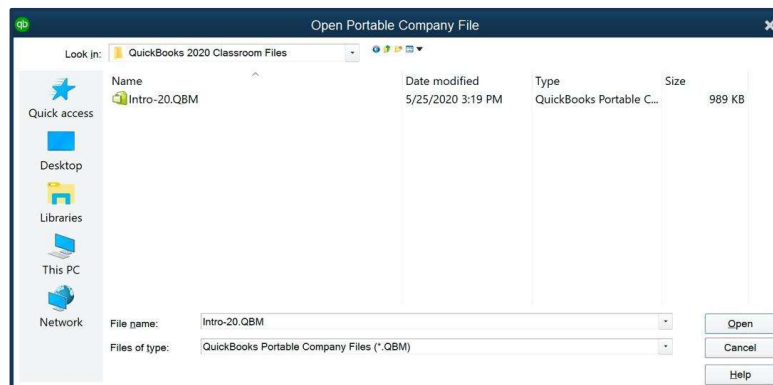 qb
Open Portable Company File
Look in: QuickBooks 2020 Classroom Files
Name Date modified Type Size
Intro-20.QBM 5/25/2020 3:19 PM QuickBooks Portable C... 989 KB
Quick access
Desktop
Libraries
This PC
Network
File name: Intro-20.QBM Open
Files of type: QuickBooks Portable Company Files (*.QBM) Cancel
Help